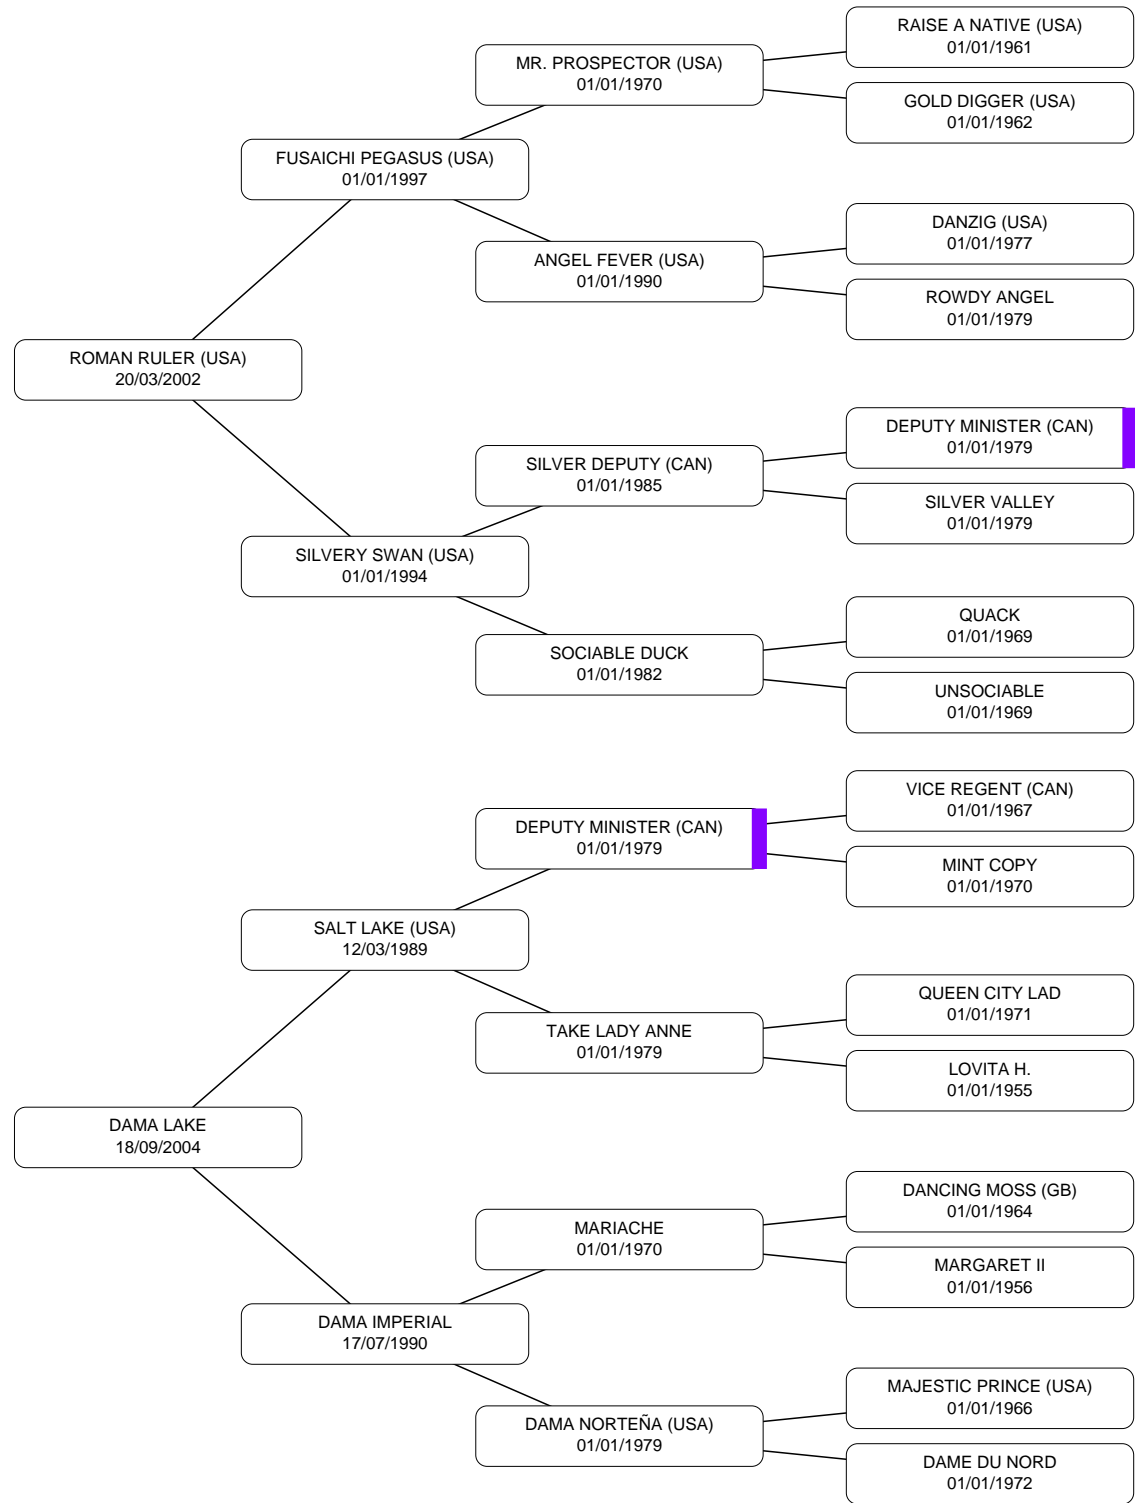 RAISE A NATIVE (USA)
01/01/1961
MR. PROSPECTOR (USA)
01/01/1970
GOLD DIGGER (USA)
01/01/1962
FUSAICHI PEGASUS (USA)
01/01/1997
DANZIG (USA)
01/01/1977
ANGEL FEVER (USA)
01/01/1990
ROWDY ANGEL
01/01/1979
ROMAN RULER (USA)
20/03/2002
DEPUTY MINISTER (CAN)
01/01/1979
SILVER DEPUTY (CAN)
01/01/1985
SILVER VALLEY
01/01/1979
SILVERY SWAN (USA)
01/01/1994
QUACK
01/01/1969
SOCIABLE DUCK
01/01/1982
UNSOCIABLE
01/01/1969
VICE REGENT (CAN)
01/01/1967
DEPUTY MINISTER (CAN)
01/01/1979
MINT COPY
01/01/1970
SALT LAKE (USA)
12/03/1989
QUEEN CITY LAD
01/01/1971
TAKE LADY ANNE
01/01/1979
LOVITA H.
01/01/1955
DAMA LAKE
18/09/2004
DANCING MOSS (GB)
01/01/1964
MARIACHE
01/01/1970
MARGARET II
01/01/1956
DAMA IMPERIAL
17/07/1990
MAJESTIC PRINCE (USA)
01/01/1966
DAMA NORTEÑA (USA)
01/01/1979
DAME DU NORD
01/01/1972